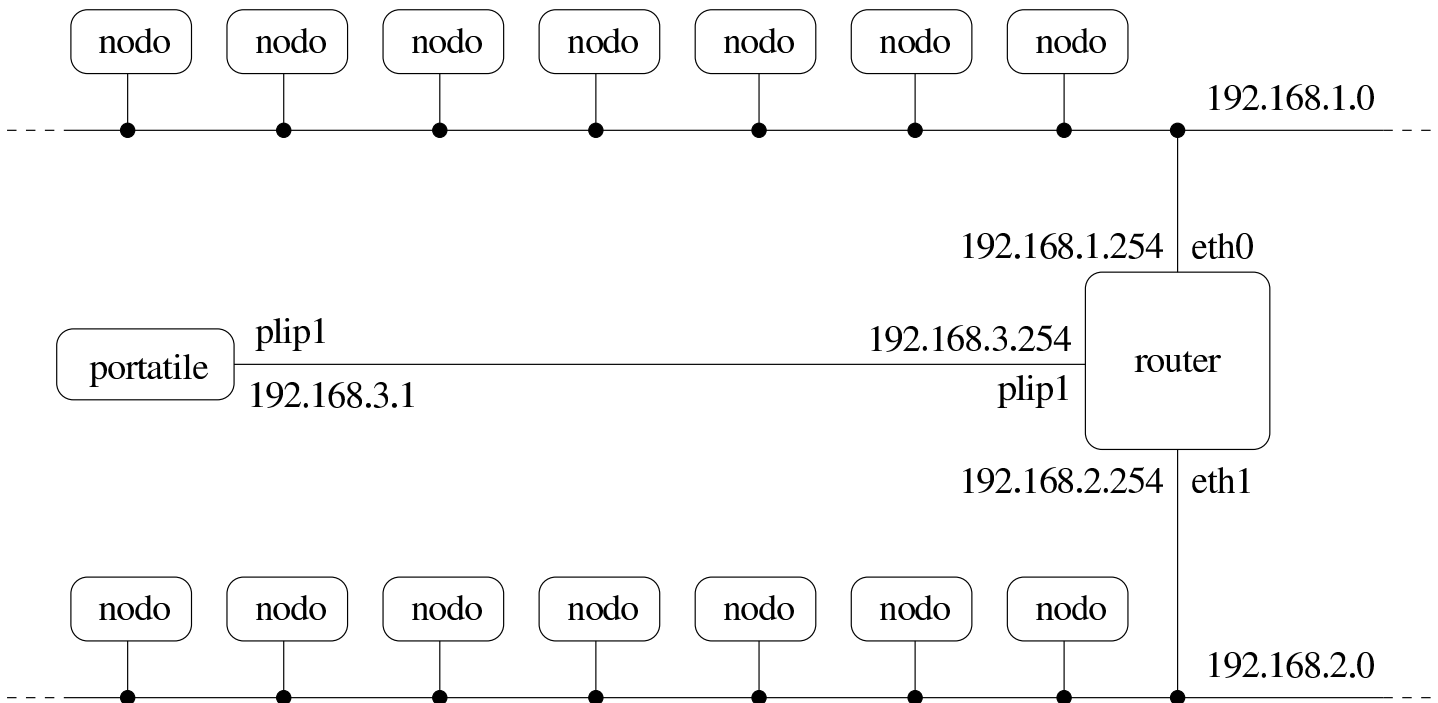 nodo nodo nodo nodo nodo nodo nodo
192.168.1.0
192.168.1.254 eth0
plip1
192.168.3.254
portatile
router
192.168.3.1
plip1
192.168.2.254 eth1
nodo nodo nodo nodo nodo nodo nodo
192.168.2.0